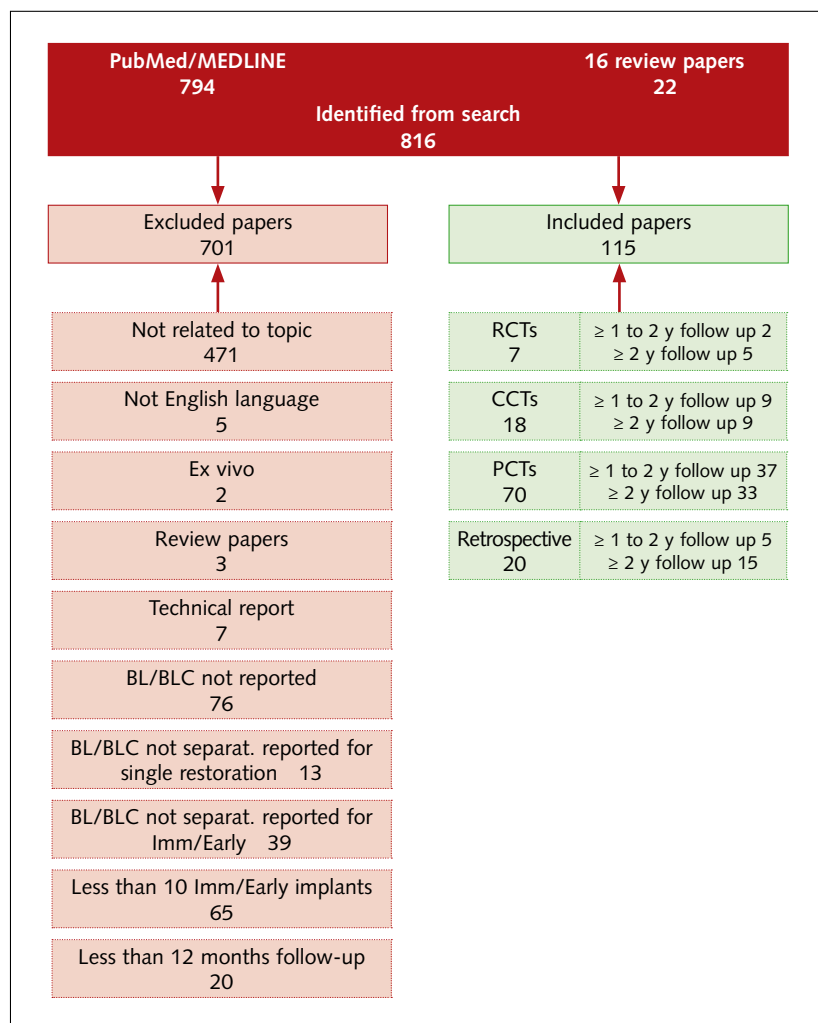 PubMed/MEDLINE
794
16 review papers
22
Identified from search
816
Excluded papers
701
Not related to topic
471
Not English language
5
Ex vivo
2
Review papers
3
Technical report
7
BL/BLC not reported
76
BL/BLC not separat. reported for
single restoration 13
BL/BLC not separat. reported for
Imm/Early 39
Less than 10 Imm/Early implants
65
Less than 12 months follow-up
20
Included papers
115
RCTs
7
≥ 1 to 2 y follow up 2
≥ 2 y follow up 5
CCTs
18
≥ 1 to 2 y follow up 9
≥ 2 y follow up 9
PCTs
70
≥ 1 to 2 y follow up 37
≥ 2 y follow up 33
Retrospective
20
≥ 1 to 2 y follow up 5
≥ 2 y follow up 15